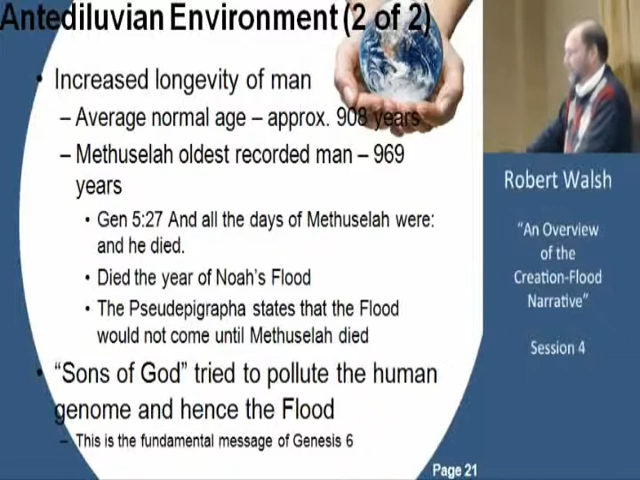 Antediluvian Environment (2 of 2)
• Increased longevity of man
– Average normal age – approx. 908 years
– Methuselah oldest recorded man – 969
years
• Gen 5:27 And all the days of Methuselah were:
and he died.
• Died the year of Noah's Flood
• The Pseudepigrapha states that the Flood
would not come until Methuselah died
• “Sons of God” tried to pollute the human
genome and hence the Flood
– This is the fundamental message of Genesis 6
Page 21
Robert Walsh
“An Overview
of the
Creation-Flood
Narrative”
Session 4